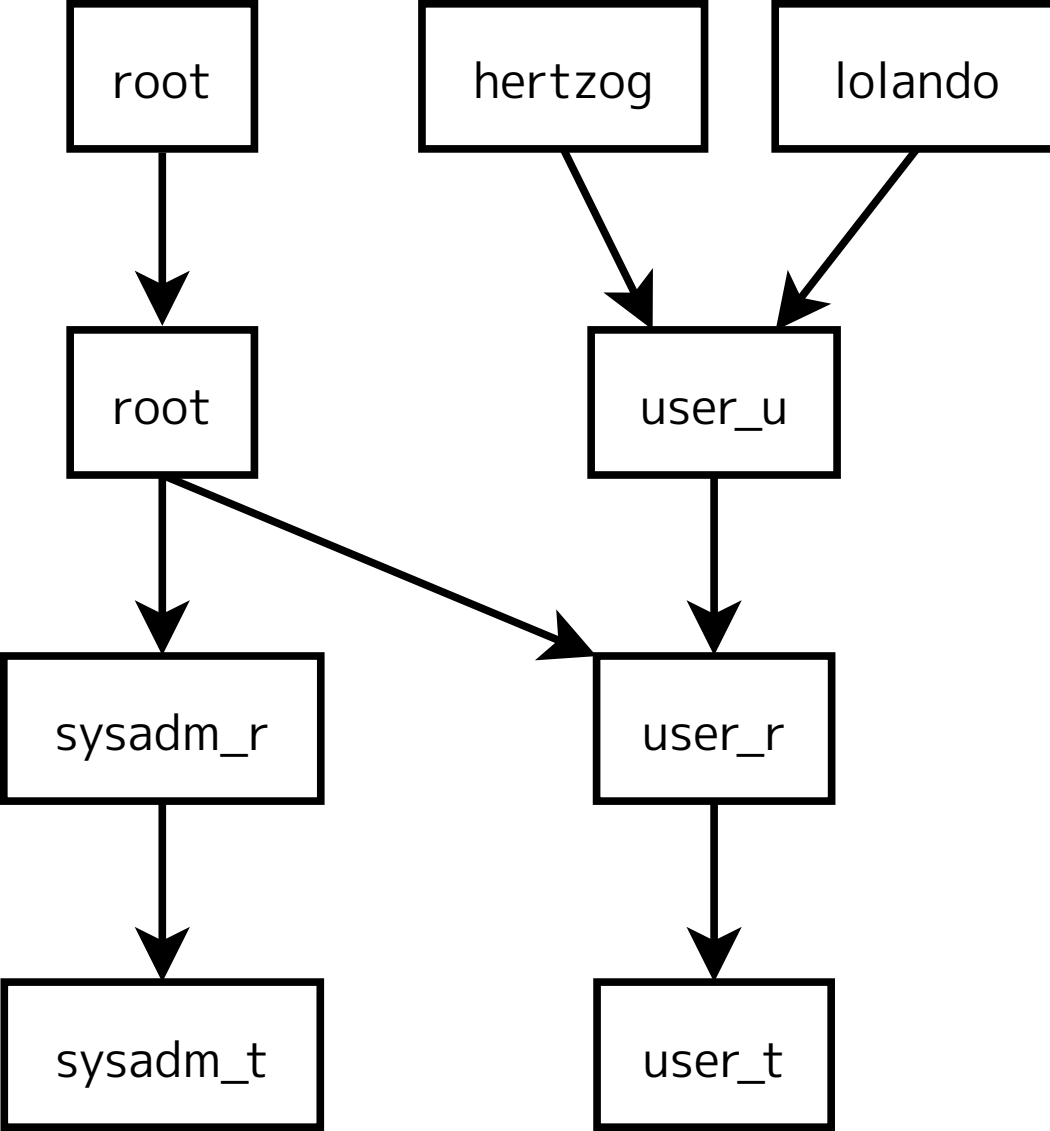 root
hertzog
lolando
root
user_u
sysadm_r
user_r
sysadm_t
user_t